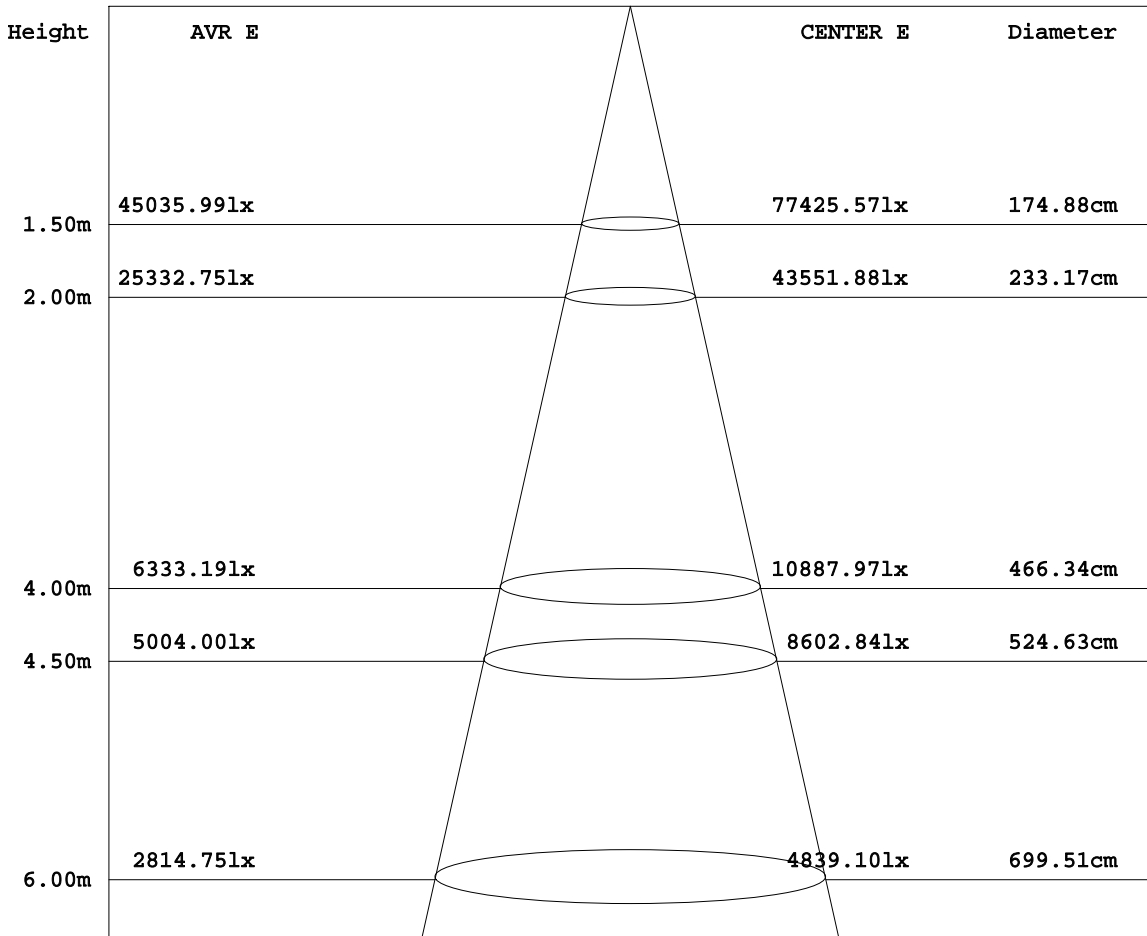 Height AVR E CENTER E Diameter
45035.99lx 77425.57lx 174.88cm
1.50m
25332.75lx 43551.88lx 233.17cm
2.00m
6333.19lx 10887.97lx 466.34cm
4.00m
5004.00lx 8602.84lx 524.63cm
4.50m
2814.75lx 4839.10lx 699.51cm
6.00m